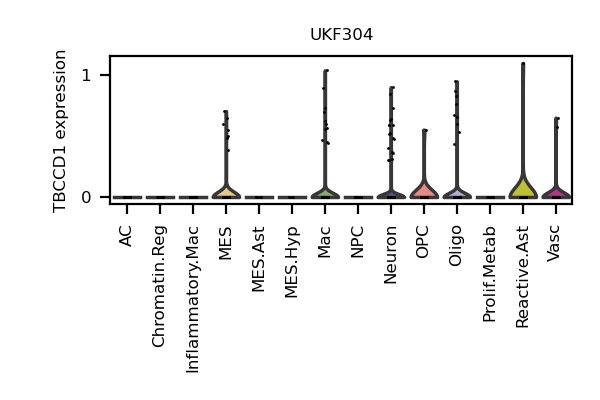 UKF304
TBCCD1 expression
1
0
AC
Chromatin.Reg
Inflammatory.Mac
MES
MES.Ast
MES.Hyp
Mac
NPC
Neuron
OPC
Oligo
Prolif.Metab
Reactive.Ast
Vasc